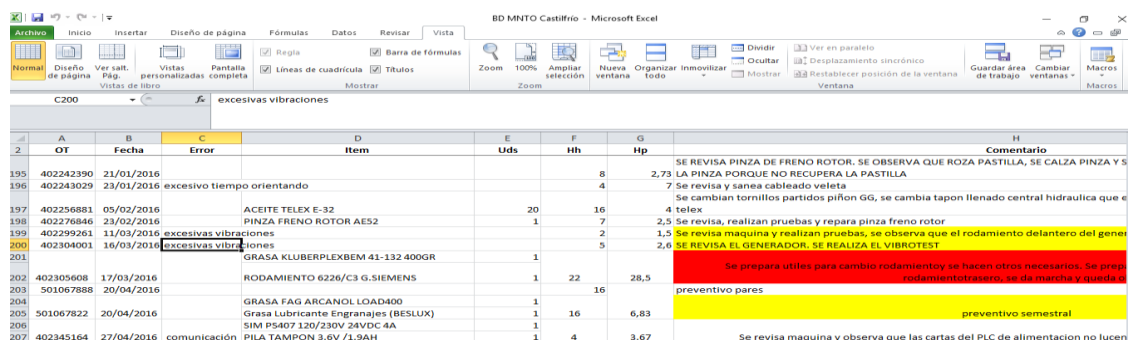 BD MNTO Castilfrío - Microsoft Excel
Archivo Inicio Insertar Diseño de página Fórmulas Datos Revisar Vista
Normal Diseño de página Ver salt. Pág. Vistas personalizadas Pantalla completa
Vistas de libro
Regla Barra de fórmulas
Líneas de cuadrícula Títulos
Mostrar
Zoom 100% Ampliar selección
Zoom
Nueva ventana Organizar todo Inmovilizar
Dividir Ver en paralelo
Ocultar Desplazamiento sincrónico
Mostrar Restablecer posición de la ventana
Ventana
Guardar área de trabajo Cambiar ventanas
Macros
Macros
C200 fx excesivas vibraciones
A B C D E F G H
2 OT Fecha Error Item Uds Hh Hp Comentario
SE REVISA PINZA DE FRENO ROTOR. SE OBSERVA QUE ROZA PASTILLA, SE CALZA PINZA Y S
195 402242390 21/01/2016 8 2,73 LA PINZA PORQUE NO RECUPERA LA PASTILLA
196 402243029 23/01/2016 excesivo tiempo orientando 4 7 Se revisa y sanea cableado veleta
Se cambian tornillos partidos piñon GG, se cambia tapon llenado central hidraulica que e
197 402256881 05/02/2016 ACEITE TELEX E-32 20 16 4 telex
198 402276846 23/02/2016 PINZA FRENO ROTOR AE52 1 7 2,5 Se revisa, realizan pruebas y repara pinza freno rotor
199 402299261 11/03/2016 excesivas vibraciones 2 1,5 Se revisa maquina y realizan pruebas, se observa que el rodamiento delantero del gener
200 402304001 16/03/2016 excesivas vibraciones 5 2,6 SE REVISA EL GENERADOR. SE REALIZA EL VIBROTEST
201 GRASA KLUBERPLEXBEM 41-132 400GR 1
Se prepara utiles para cambio rodamientoy se hacen otros necesarios. Se prep
202 402305608 17/03/2016 RODAMIENTO 6226/C3 G.SIEMENS 1 22 28,5 rodamientotrasero, se da marcha y queda
203 501067888 20/04/2016 16 preventivo pares
204 GRASA FAG ARCANOL LOAD400 1
205 501067822 20/04/2016 Grasa Lubricante Engranajes (BESLUX) 1 16 6,83 preventivo semestral
206 SIM PS407 120/230V 24VDC 4A 1
207 402345164 27/04/2016 comunicación PILA TAMPON 3.6V /1.9AH 1 4 3,67 Se revisa maquina y observa que las cartas del PLC de alimentacion no lucen